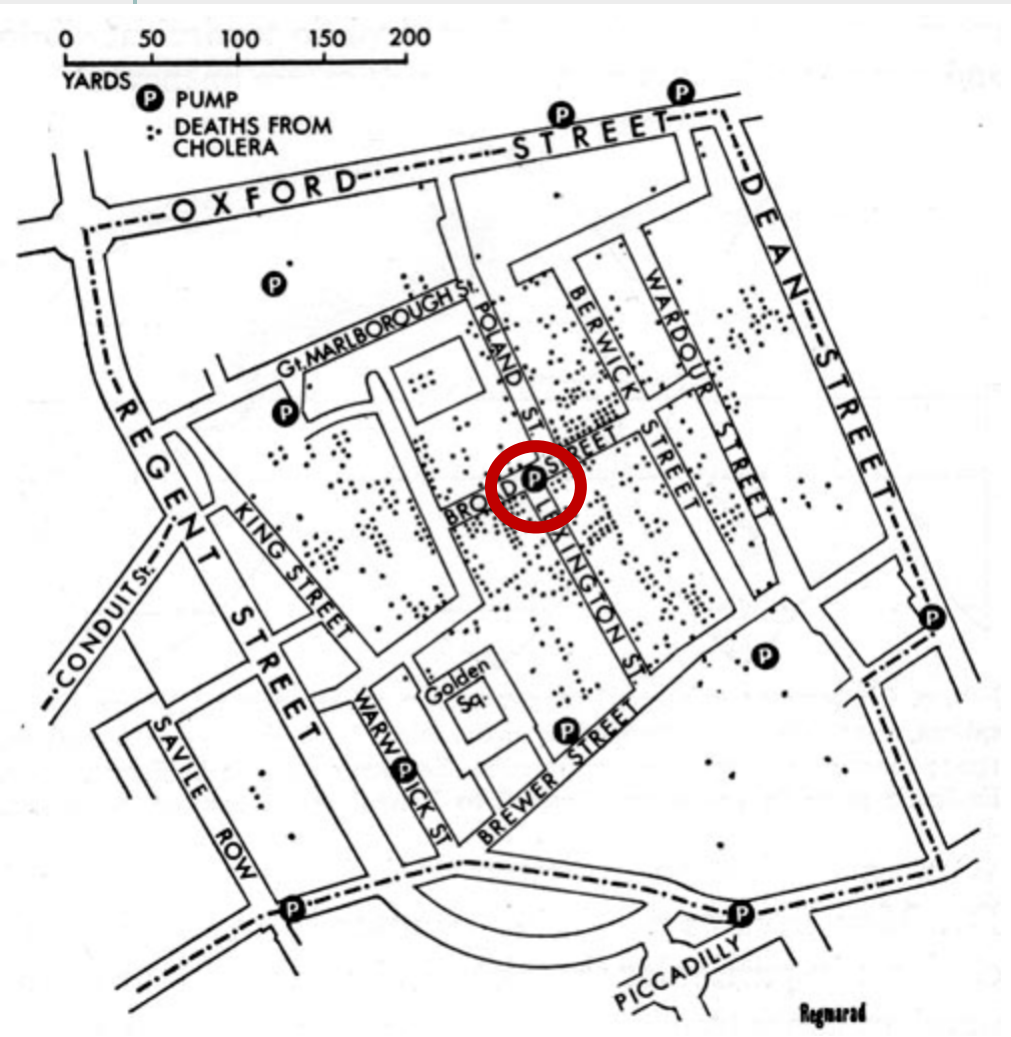 0 50 100 150 200
YARDS
P PUMP
DEATHS FROM
CHOLERA
P
P
OXFORD STREET
DEAN STREET
P
Gt. MARLBOROUGH St.
POLAND ST.
BERWICK STREET
WARDOUR STREET
P
REGENT STREET
BROAD STREET
P
KING STREET
LEXINGTON ST.
CONDUIT St.
P
P
Golden
Sq.
WARWICK ST
P
P
BREWER STREET
SAVILE ROW
P
P
PICCADILLY
Regmarad